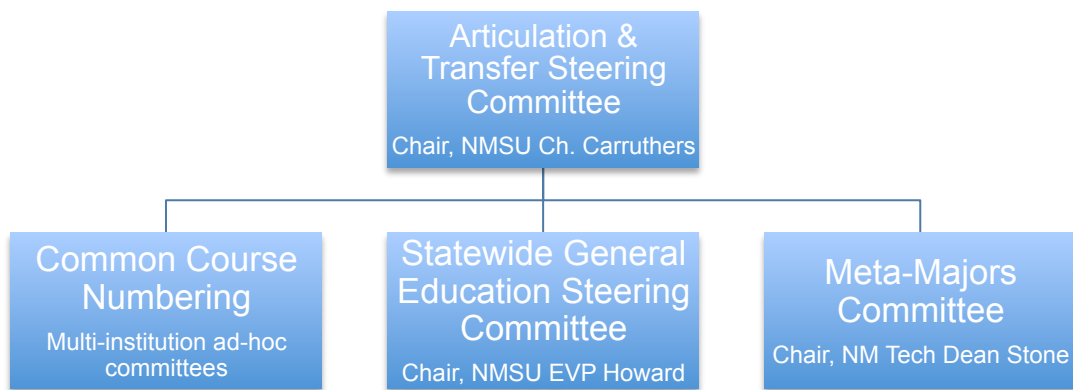 Articulation &
Transfer Steering
Committee
Chair, NMSU Ch. Carruthers
Common Course
Numbering
Multi-institution ad-hoc
committees
Statewide General
Education Steering
Committee
Chair, NMSU EVP Howard
Meta-Majors
Committee
Chair, NM Tech Dean Stone